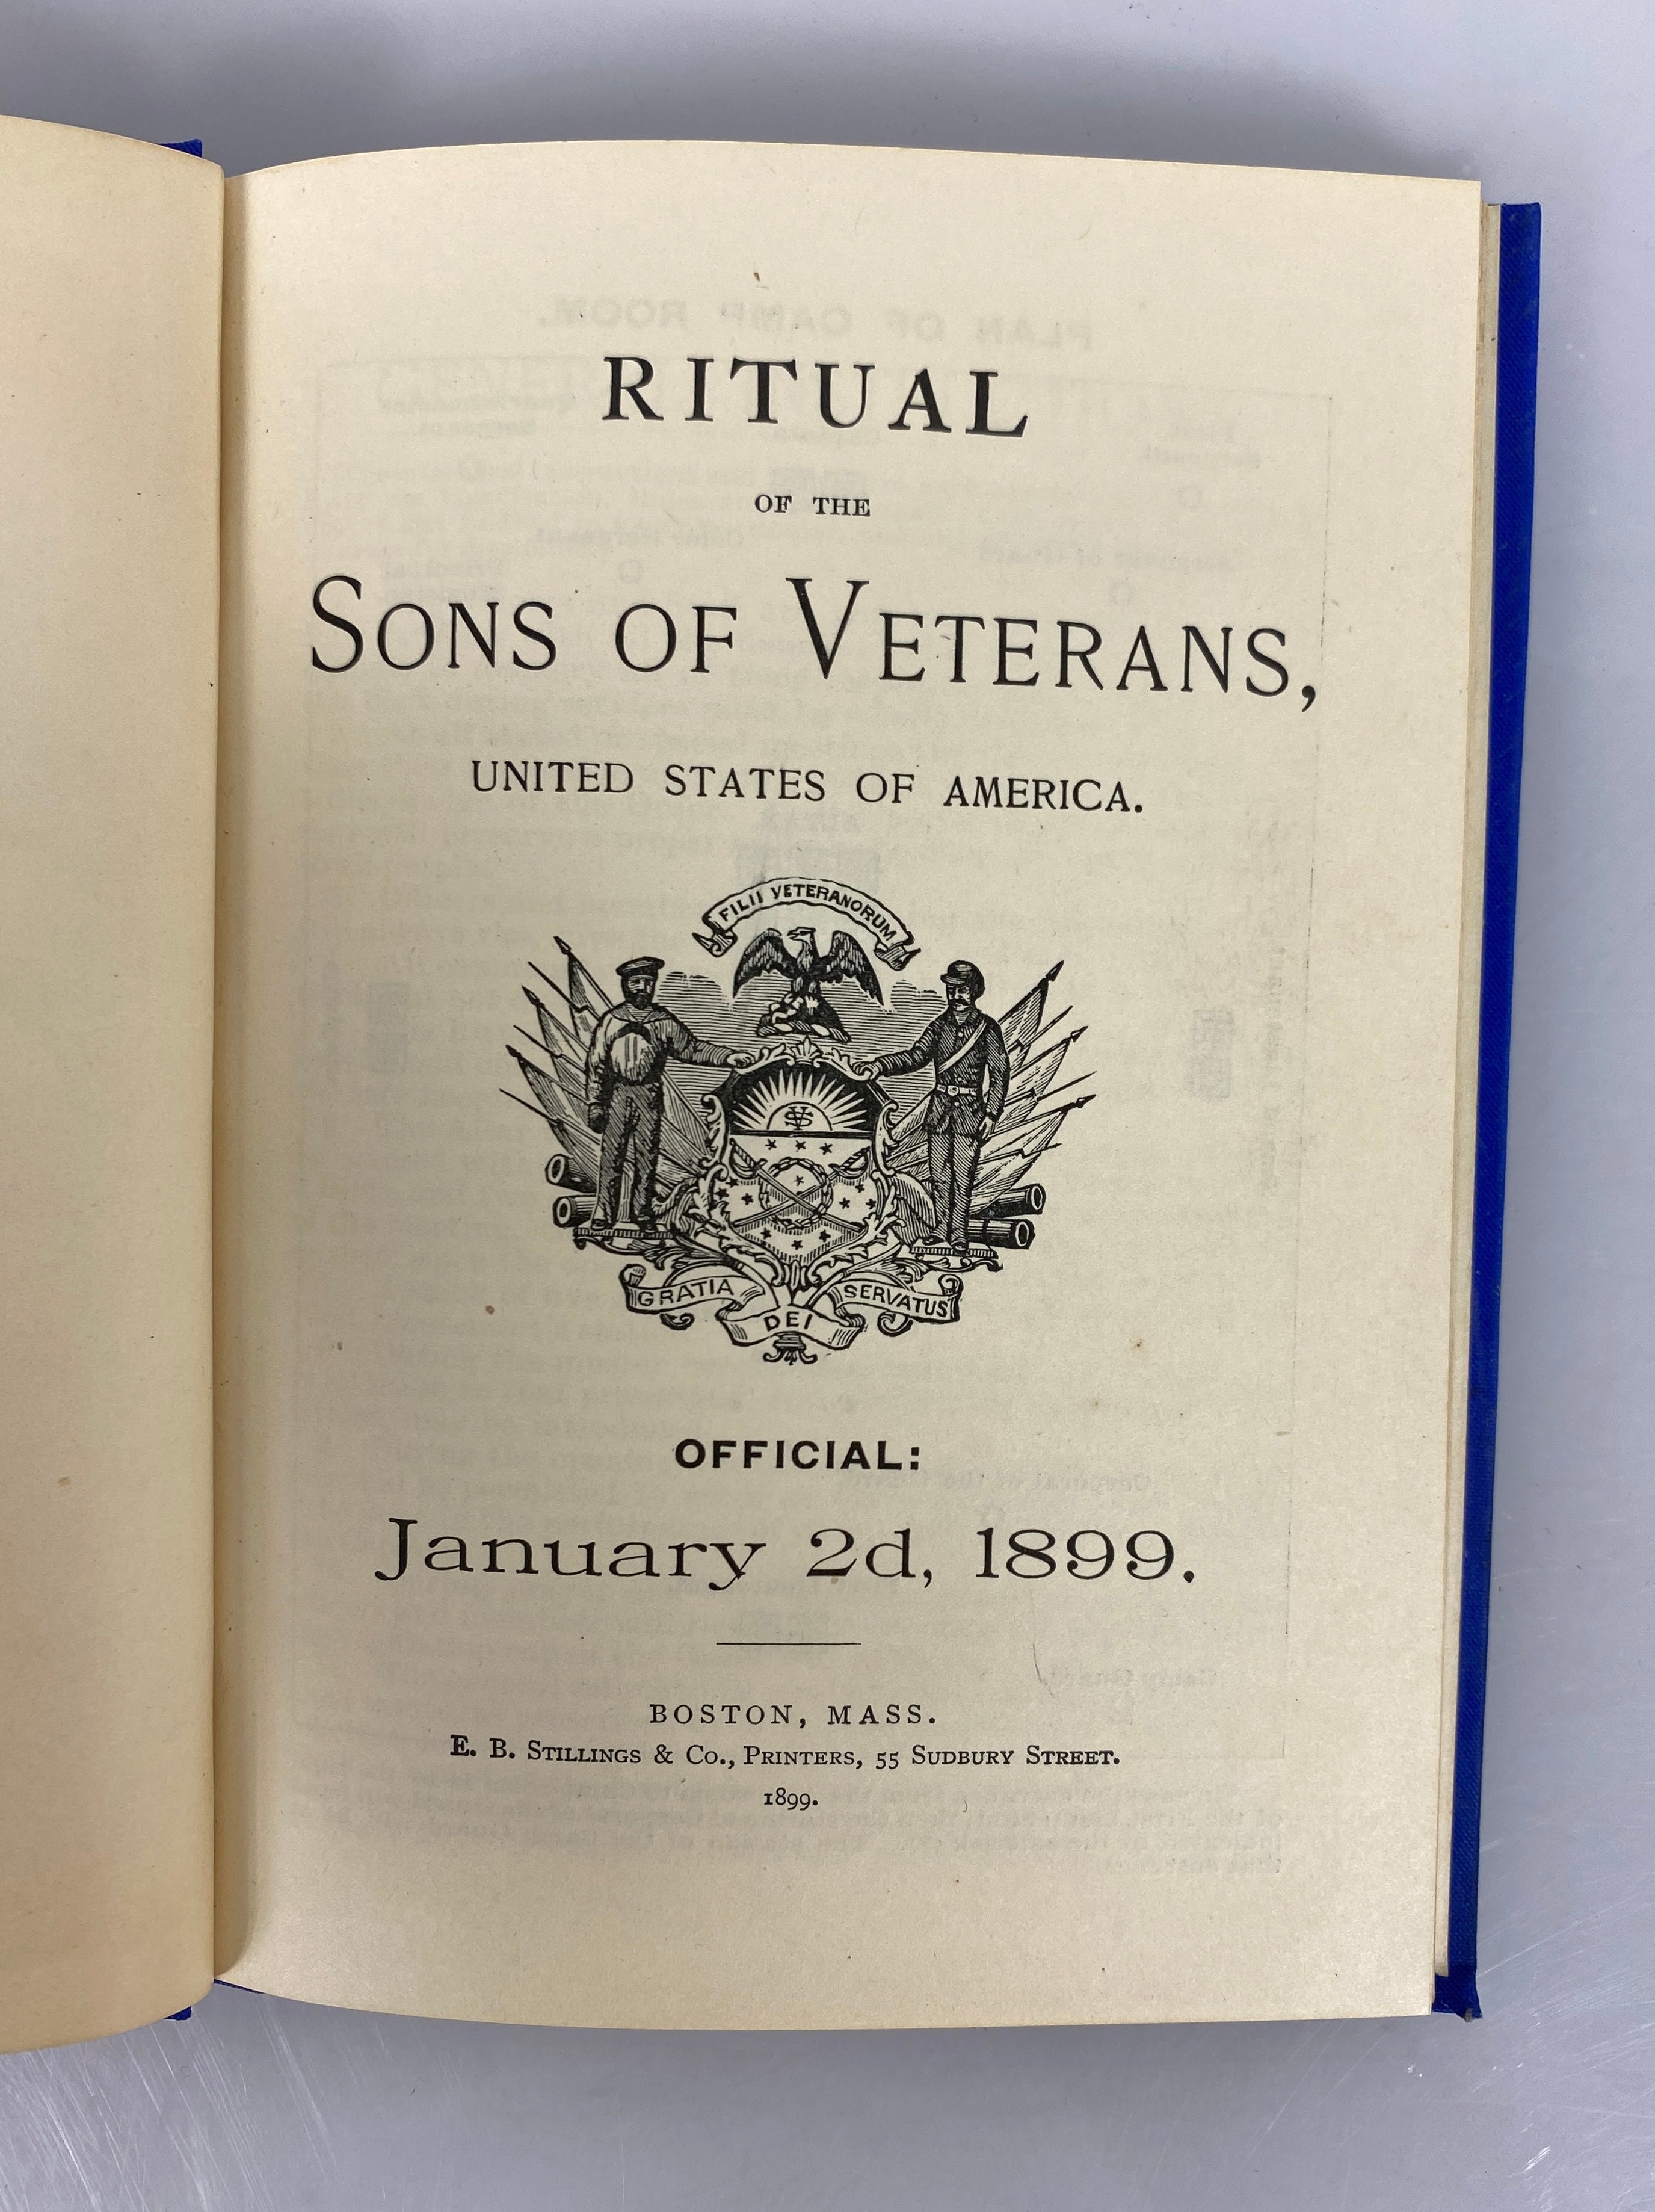 RITUAL
OF THE
SONS OF VETERANS,
UNITED STATES OF AMERICA.
FILII VETERANORUM
SV
GRATIA DEI SERVATUS
OFFICIAL:
January 2d, 1899.
BOSTON, MASS.
E. B. STILLINGS & CO., PRINTERS, 55 SUDBURY STREET.
1899.